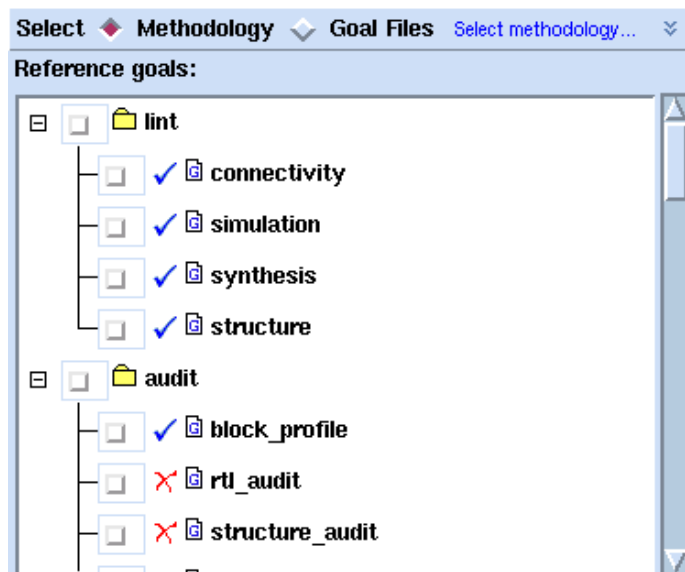 Select Methodology Goal Files Select methodology...
Reference goals:
lint
G connectivity
G simulation
G synthesis
G structure
audit
G block_profile
G rtl_audit
G structure_audit